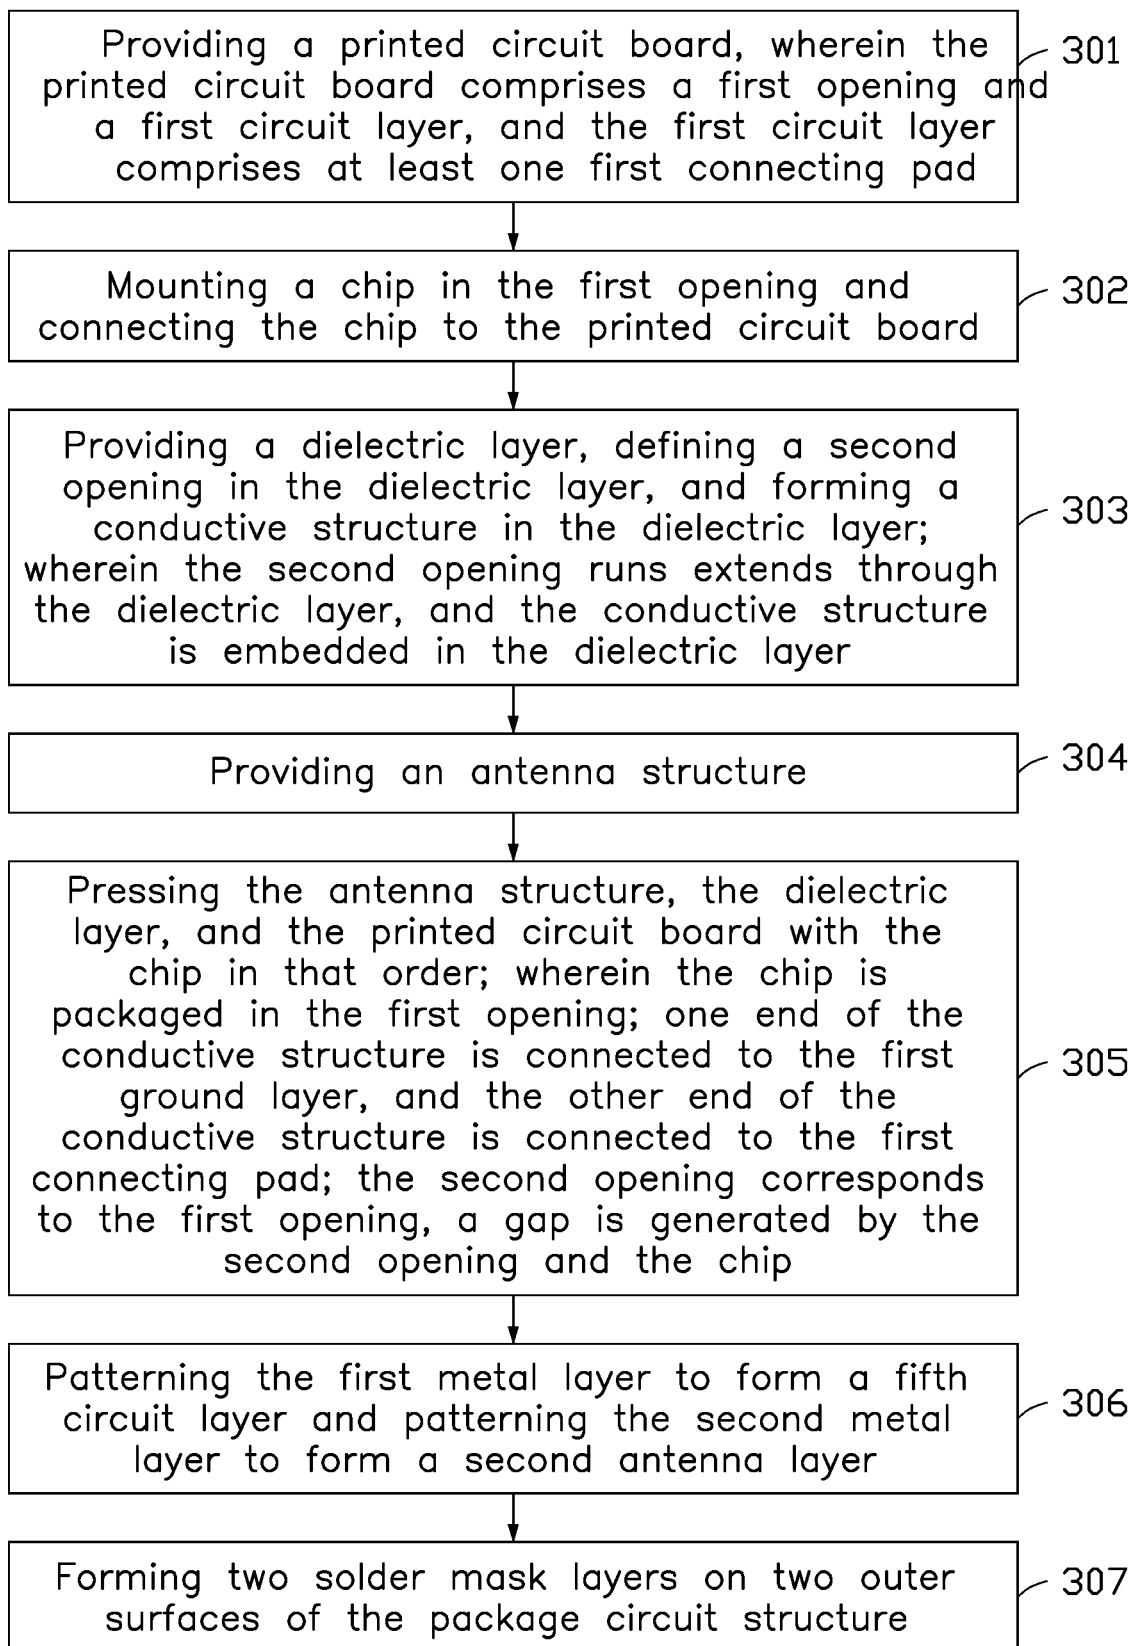 Providing a printed circuit board, wherein the
printed circuit board comprises a first opening and
a first circuit layer, and the first circuit layer
comprises at least one first connecting pad
301
Mounting a chip in the first opening and
connecting the chip to the printed circuit board
302
Providing a dielectric layer, defining a second
opening in the dielectric layer, and forming a
conductive structure in the dielectric layer;
wherein the second opening runs extends through
the dielectric layer, and the conductive structure
is embedded in the dielectric layer
303
Providing an antenna structure
304
Pressing the antenna structure, the dielectric
layer, and the printed circuit board with the
chip in that order; wherein the chip is
packaged in the first opening; one end of the
conductive structure is connected to the first
ground layer, and the other end of the
conductive structure is connected to the first
connecting pad; the second opening corresponds
to the first opening, a gap is generated by the
second opening and the chip
305
Patterning the first metal layer to form a fifth
circuit layer and patterning the second metal
layer to form a second antenna layer
306
Forming two solder mask layers on two outer
surfaces of the package circuit structure
307